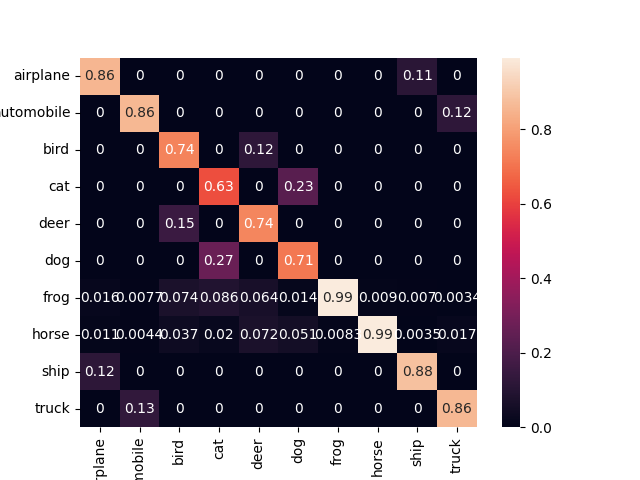 airplane 0.86 0 0 0 0 0 0 0 0.11 0
utomobile 0 0.86 0 0 0 0 0 0 0 0.12
bird 0 0 0.74 0 0.12 0 0 0 0 0
cat 0 0 0 0.63 0 0.23 0 0 0 0
deer 0 0 0.15 0 0.74 0 0 0 0 0
dog 0 0 0 0.27 0 0.71 0 0 0 0
frog 0.016 0.0077 0.074 0.086 0.064 0.014 0.99 0.009 0.007 0.0034
horse 0.011 0.0044 0.037 0.02 0.072 0.051 0.0083 0.99 0.0035 0.017
ship 0.12 0 0 0 0 0 0 0 0.88 0
truck 0 0.13 0 0 0 0 0 0 0 0.86
rplane mobile bird cat deer dog frog horse ship truck
0.8
0.6
0.4
0.2
0.0